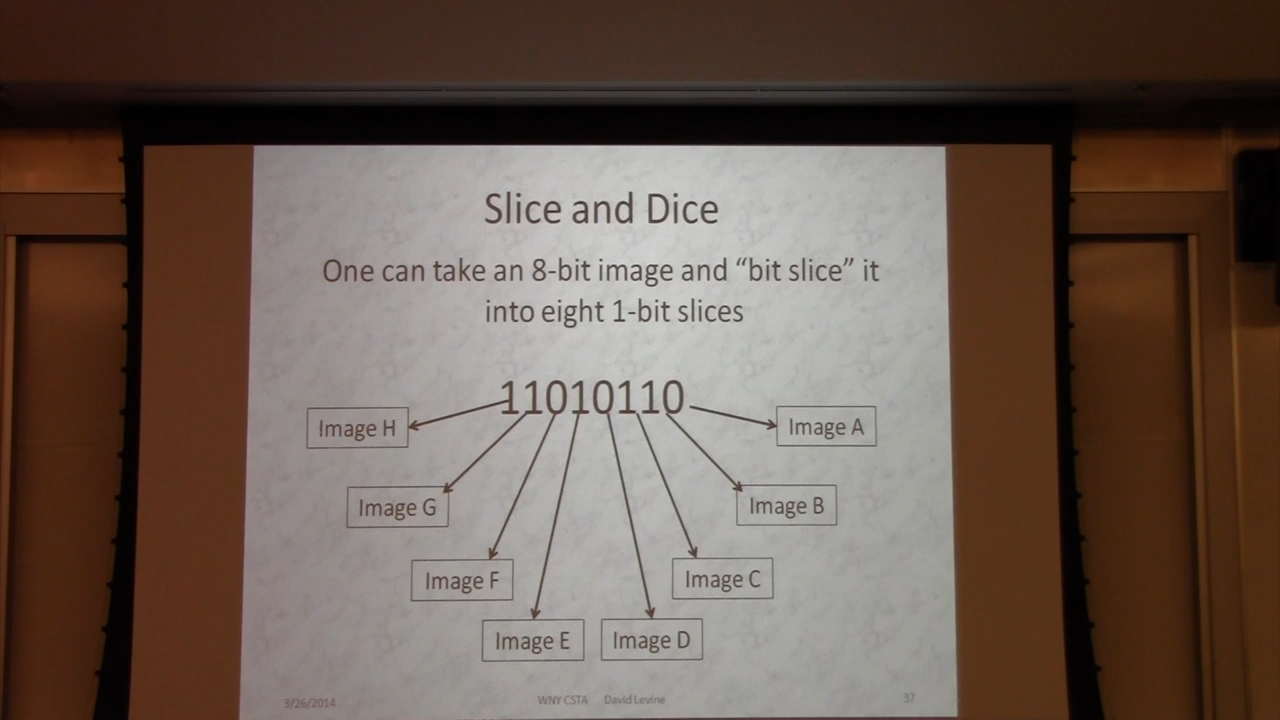 Slice and Dice
One can take an 8-bit image and “bit slice” it
into eight 1-bit slices
11010110
Image H
Image A
Image G
Image B
Image F
Image C
Image E
Image D
3/26/2014
WNY CSTA David Levine
37